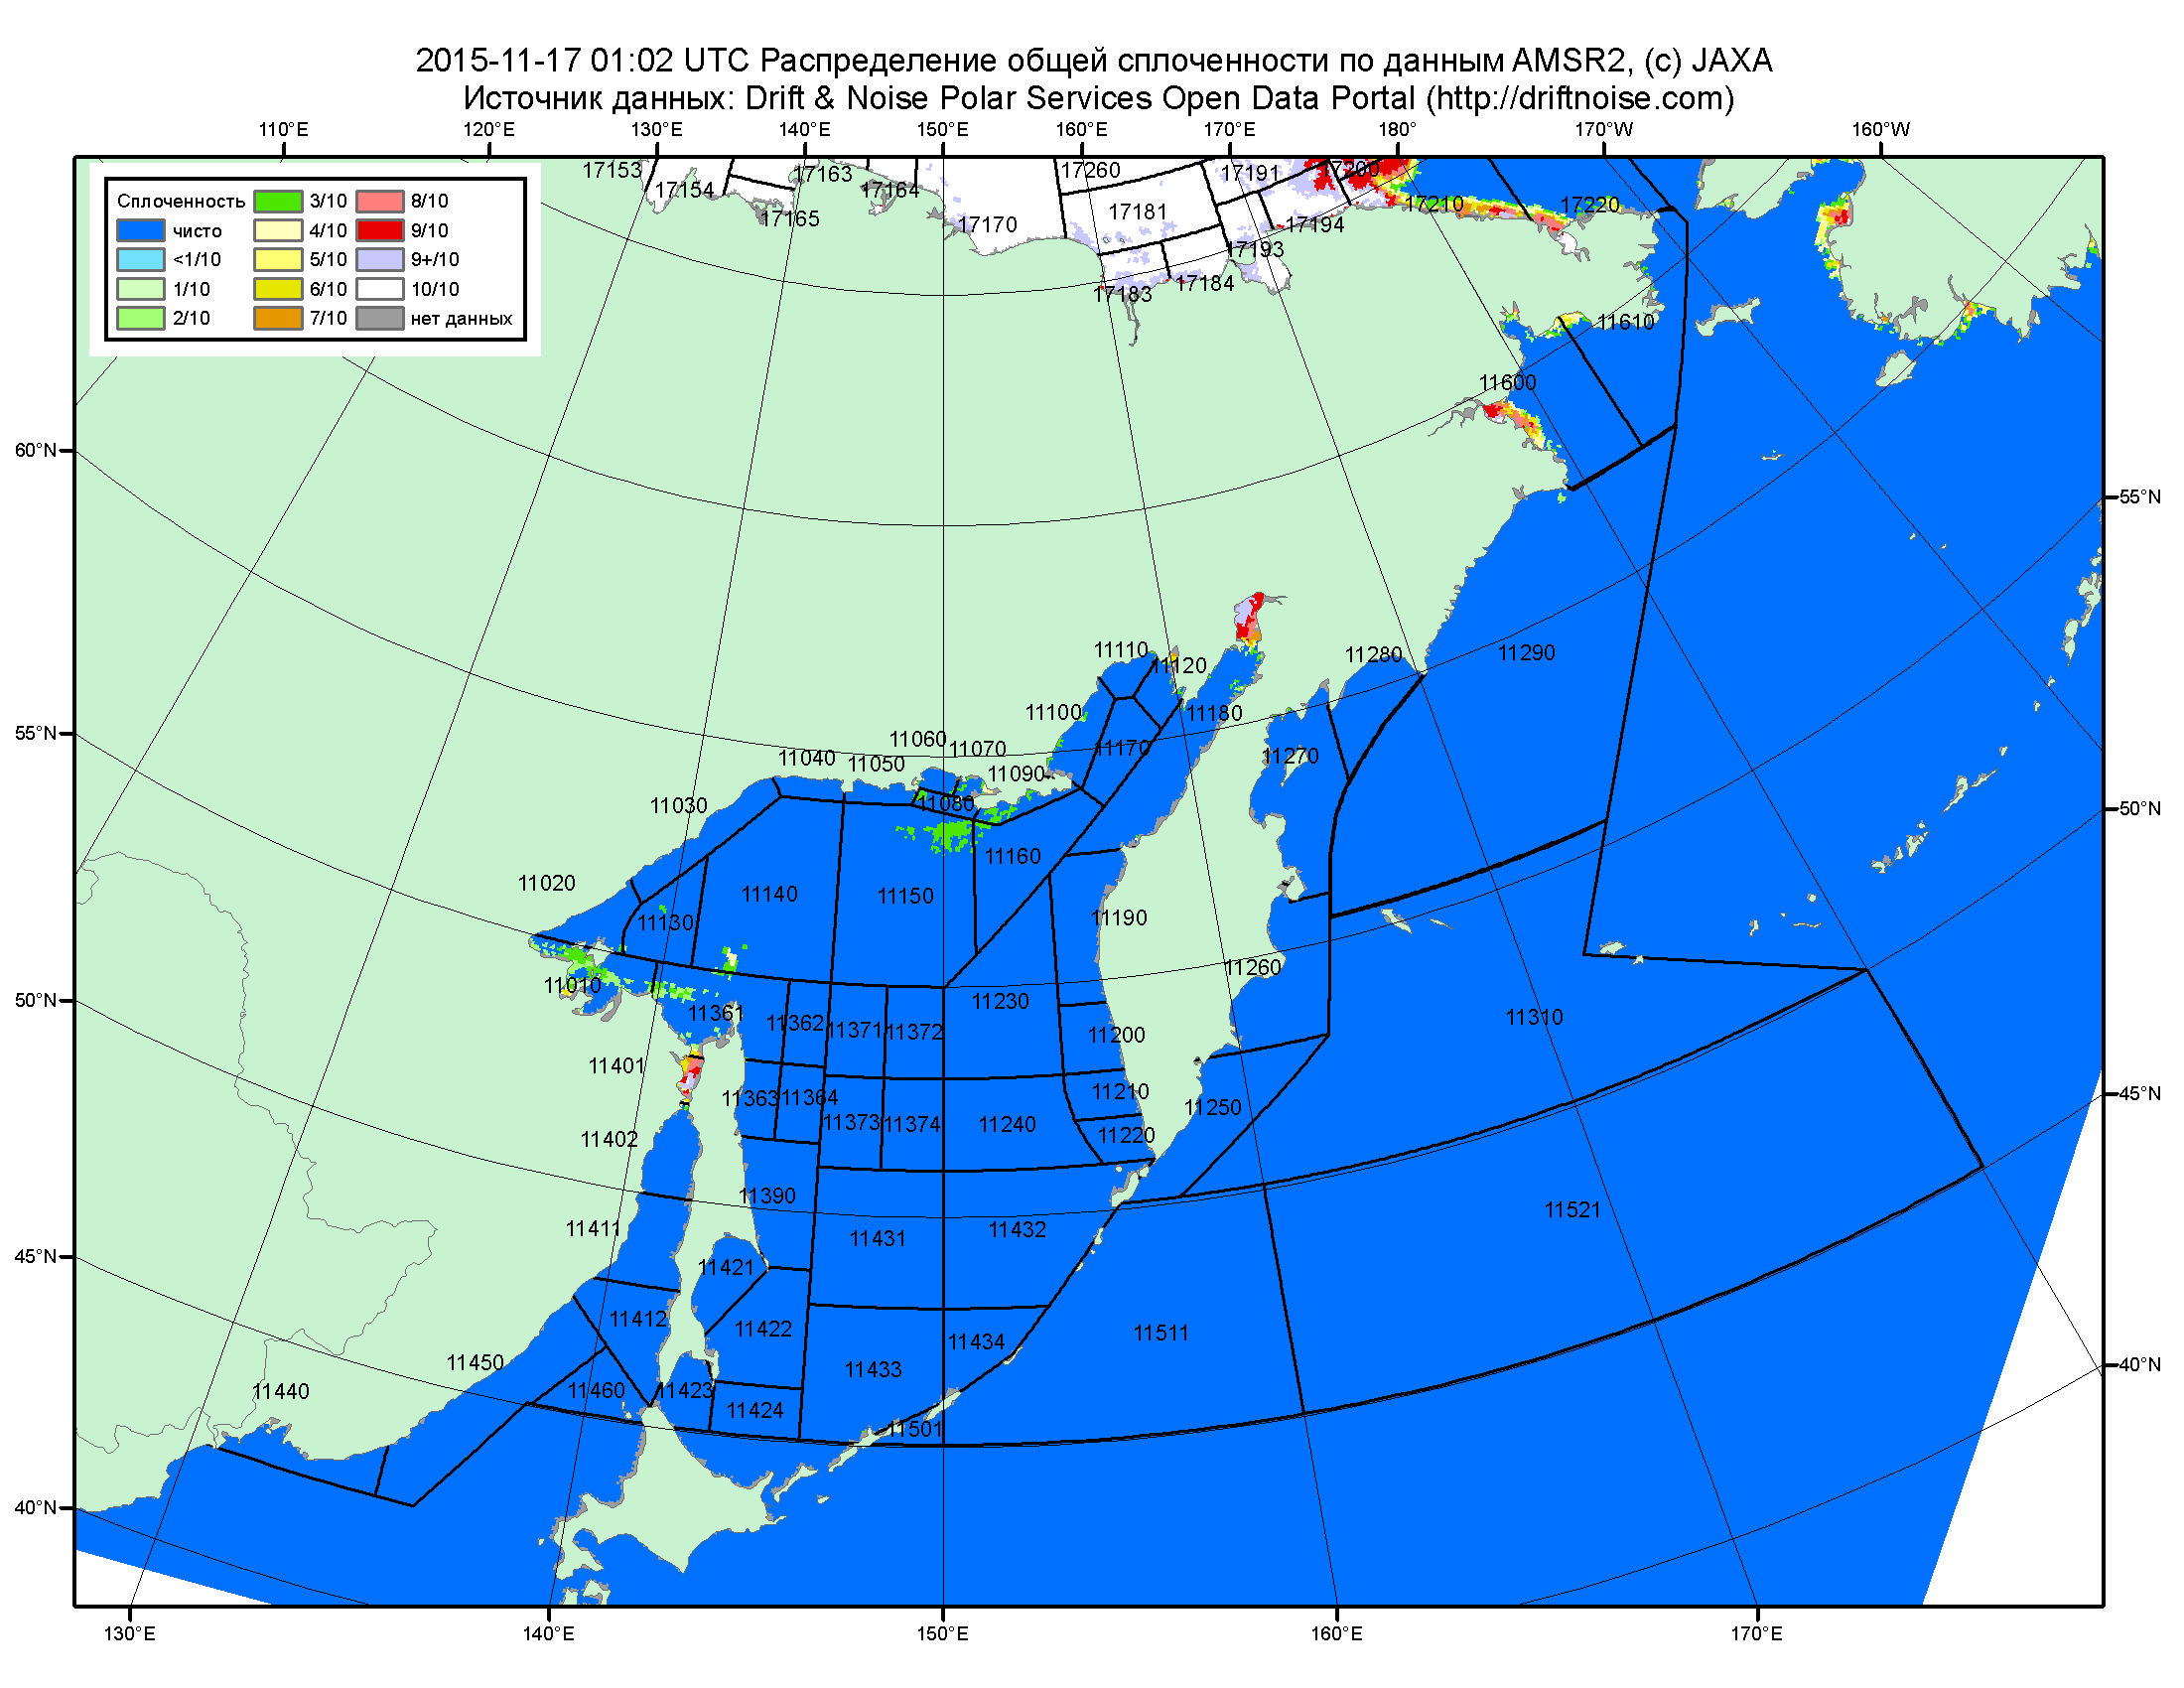 2015-11-17 01:02 UTC Распределение общей сплоченности по данным AMSR2, (c) JAXA
Источник данных: Drift & Noise Polar Services Open Data Portal (http://driftnoise.com)
110°E 120°E 130°E 140°E 150°E 160°E 170°E 180° 170°W 160°W
Сплоченность
чисто
<1/10
1/10
2/10
3/10
4/10
5/10
6/10
7/10
8/10
9/10
9+/10
10/10
нет данных
17153 17163 17260 17191 17200
17154 17164
17165 17170 17181 17194 17210 17220
17193
17183 17184
11610
11600
60°N
55°N
11110 11120 11280 11290
11100 11180
55°N
11060 11070 11170
11040 11050 11090 11270
11030 11080
50°N
11160
11020 11140 11150
11130 11190
11010 11260
50°N
11361 11362 11371 11372 11230 11310
11200
11401
11363 11364 11210
45°N
11373 11374 11240 11250
11402 11220
11390
11411 11431 11432 11521
45°N
11421
11412 11422 11434 11511
11450 11433
40°N
11440 11460 11423
11424
11501
40°N
130°E 140°E 150°E 160°E 170°E